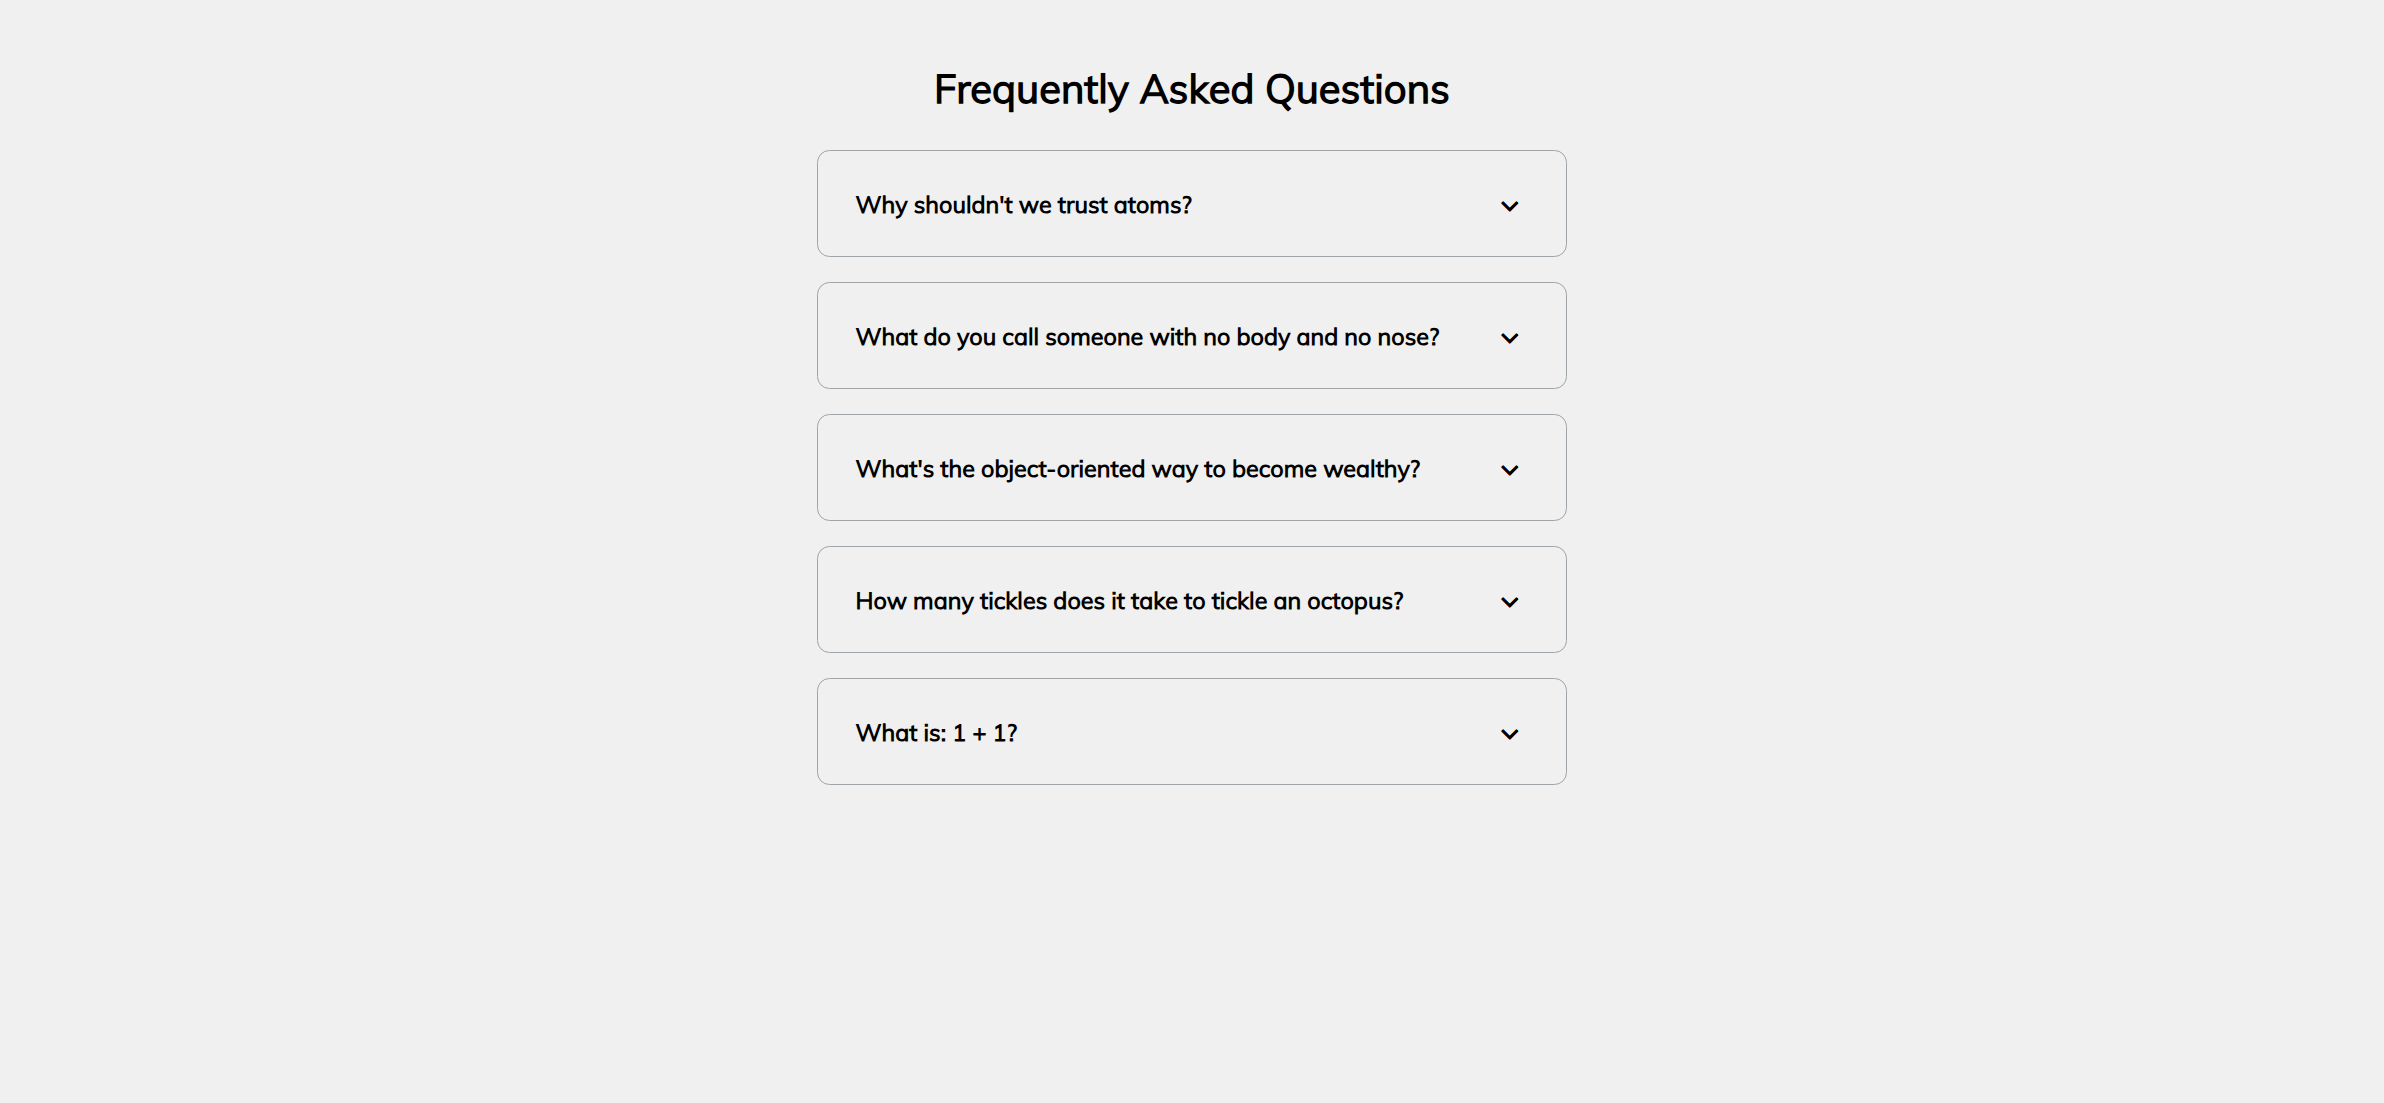 Frequently Asked Questions
Why shouldn't we trust atoms?
What do you call someone with no body and no nose?
What's the object-oriented way to become wealthy?
How many tickles does it take to tickle an octopus?
What is: 1 + 1?